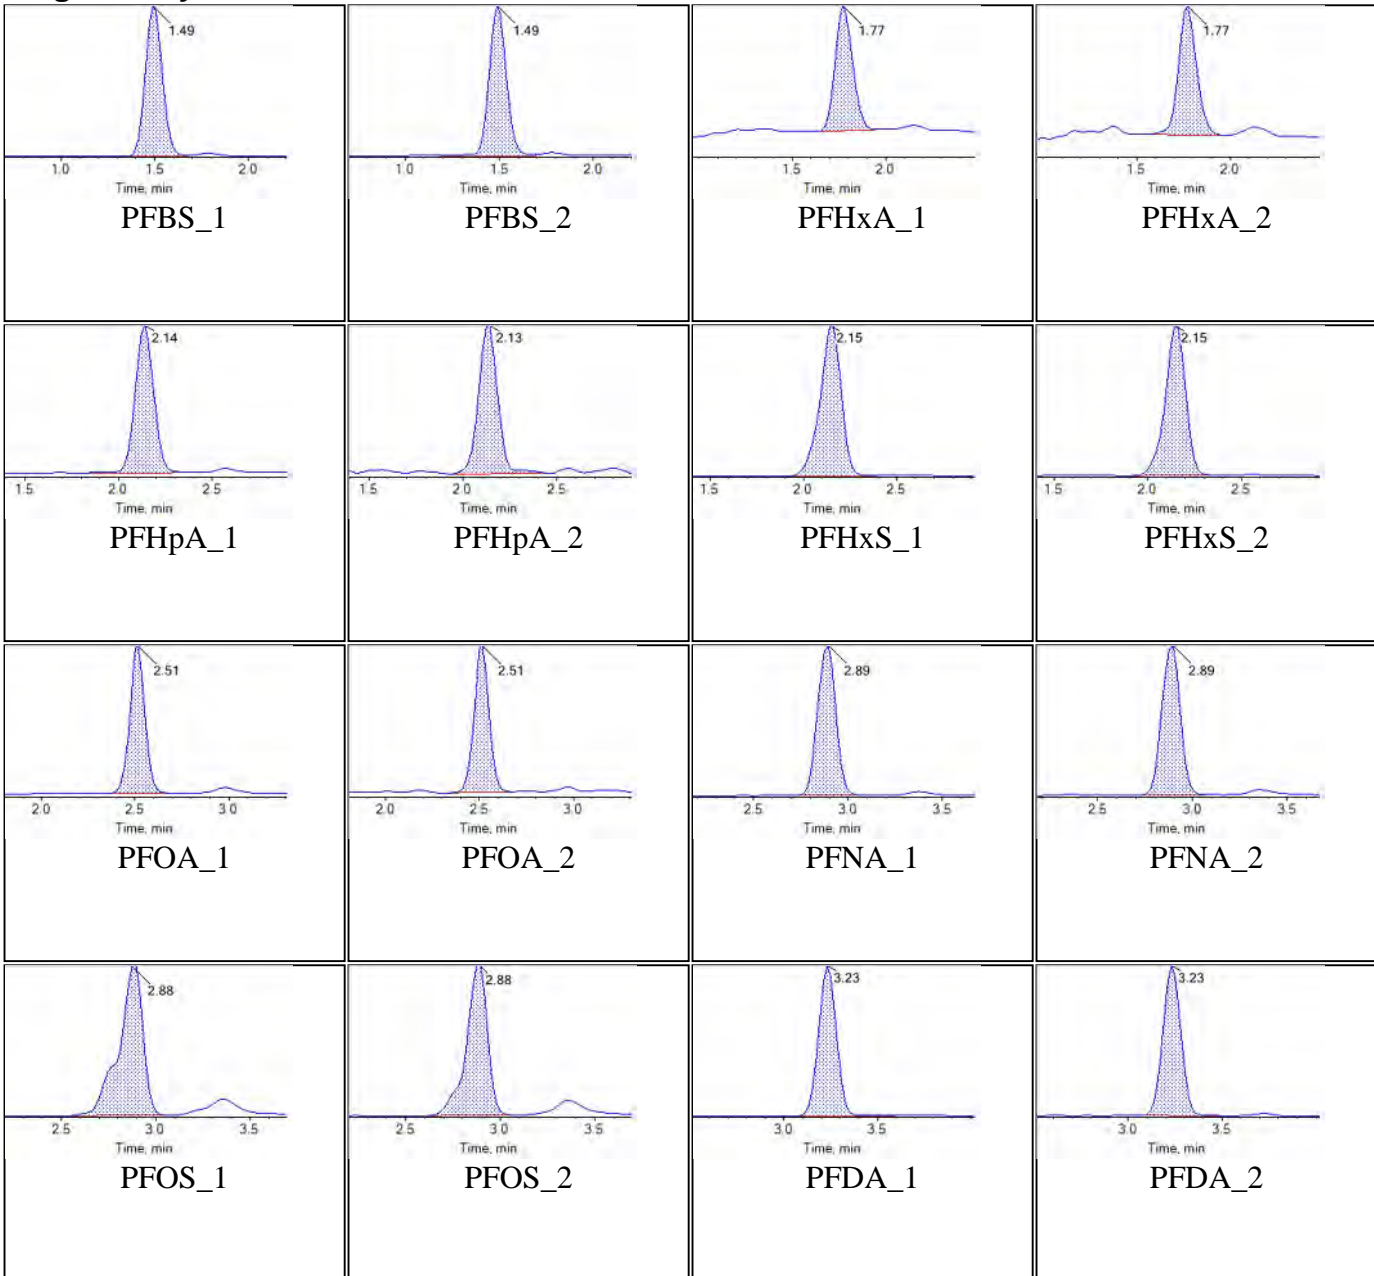 1.49
1.0 1.5 2.0
Time, min
PFBS_1
1.49
1.0 1.5 2.0
Time, min
PFBS_2
1.77
1.5 2.0
Time, min
PFHxA_1
1.77
1.5 2.0
Time, min
PFHxA_2
2.14
1.5 2.0 2.5
Time, min
PFHpA_1
2.13
1.5 2.0 2.5
Time, min
PFHpA_2
2.15
1.5 2.0 2.5
Time, min
PFHxS_1
2.15
1.5 2.0 2.5
Time, min
PFHxS_2
2.51
2.0 2.5 3.0
Time, min
PFOA_1
2.51
2.0 2.5 3.0
Time, min
PFOA_2
2.89
2.5 3.0 3.5
Time, min
PFNA_1
2.89
2.5 3.0 3.5
Time, min
PFNA_2
2.88
2.5 3.0 3.5
Time, min
PFOS_1
2.88
2.5 3.0 3.5
Time, min
PFOS_2
3.23
3.0 3.5
Time, min
PFDA_1
3.23
3.0 3.5
Time, min
PFDA_2